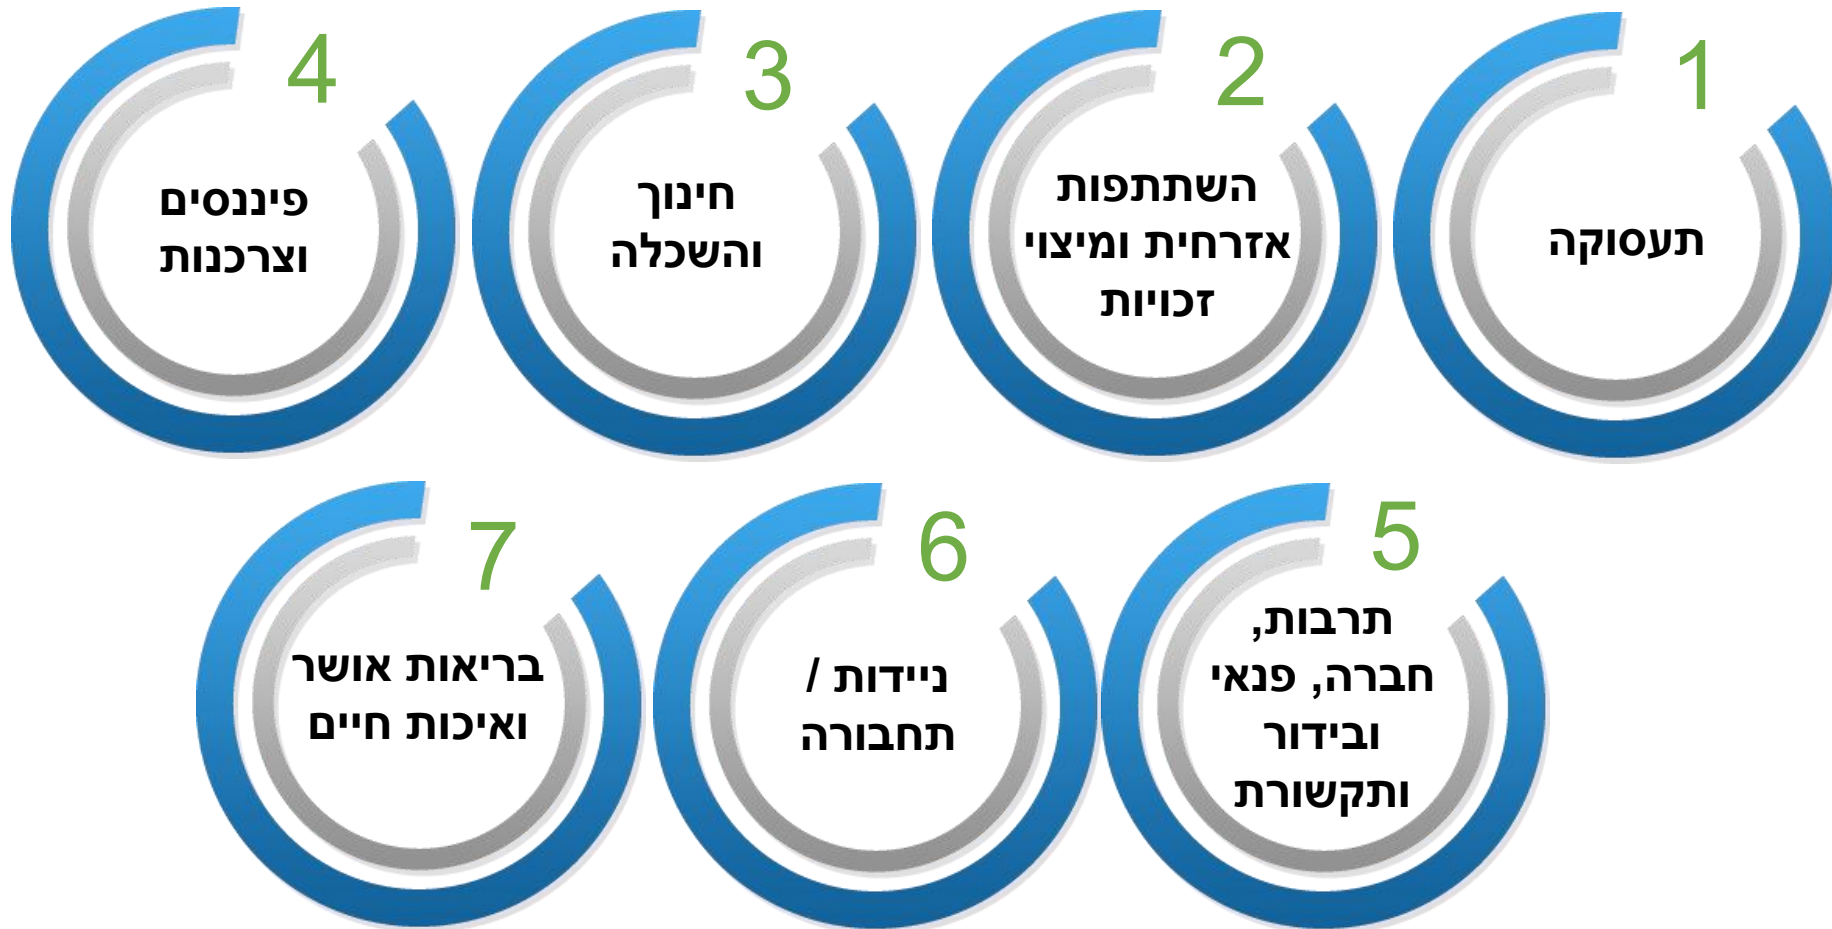 1
תעסוקה
2
השתתפות
אזרחית ומיצוי
זכויות
3
חינוך
והשכלה
4
פיננסים
וצרכנות
5
תרבות,
חברה, פנאי
ובידור
ותקשורת
6
ניידות /
תחבורה
7
בריאות אושר
ואיכות חיים